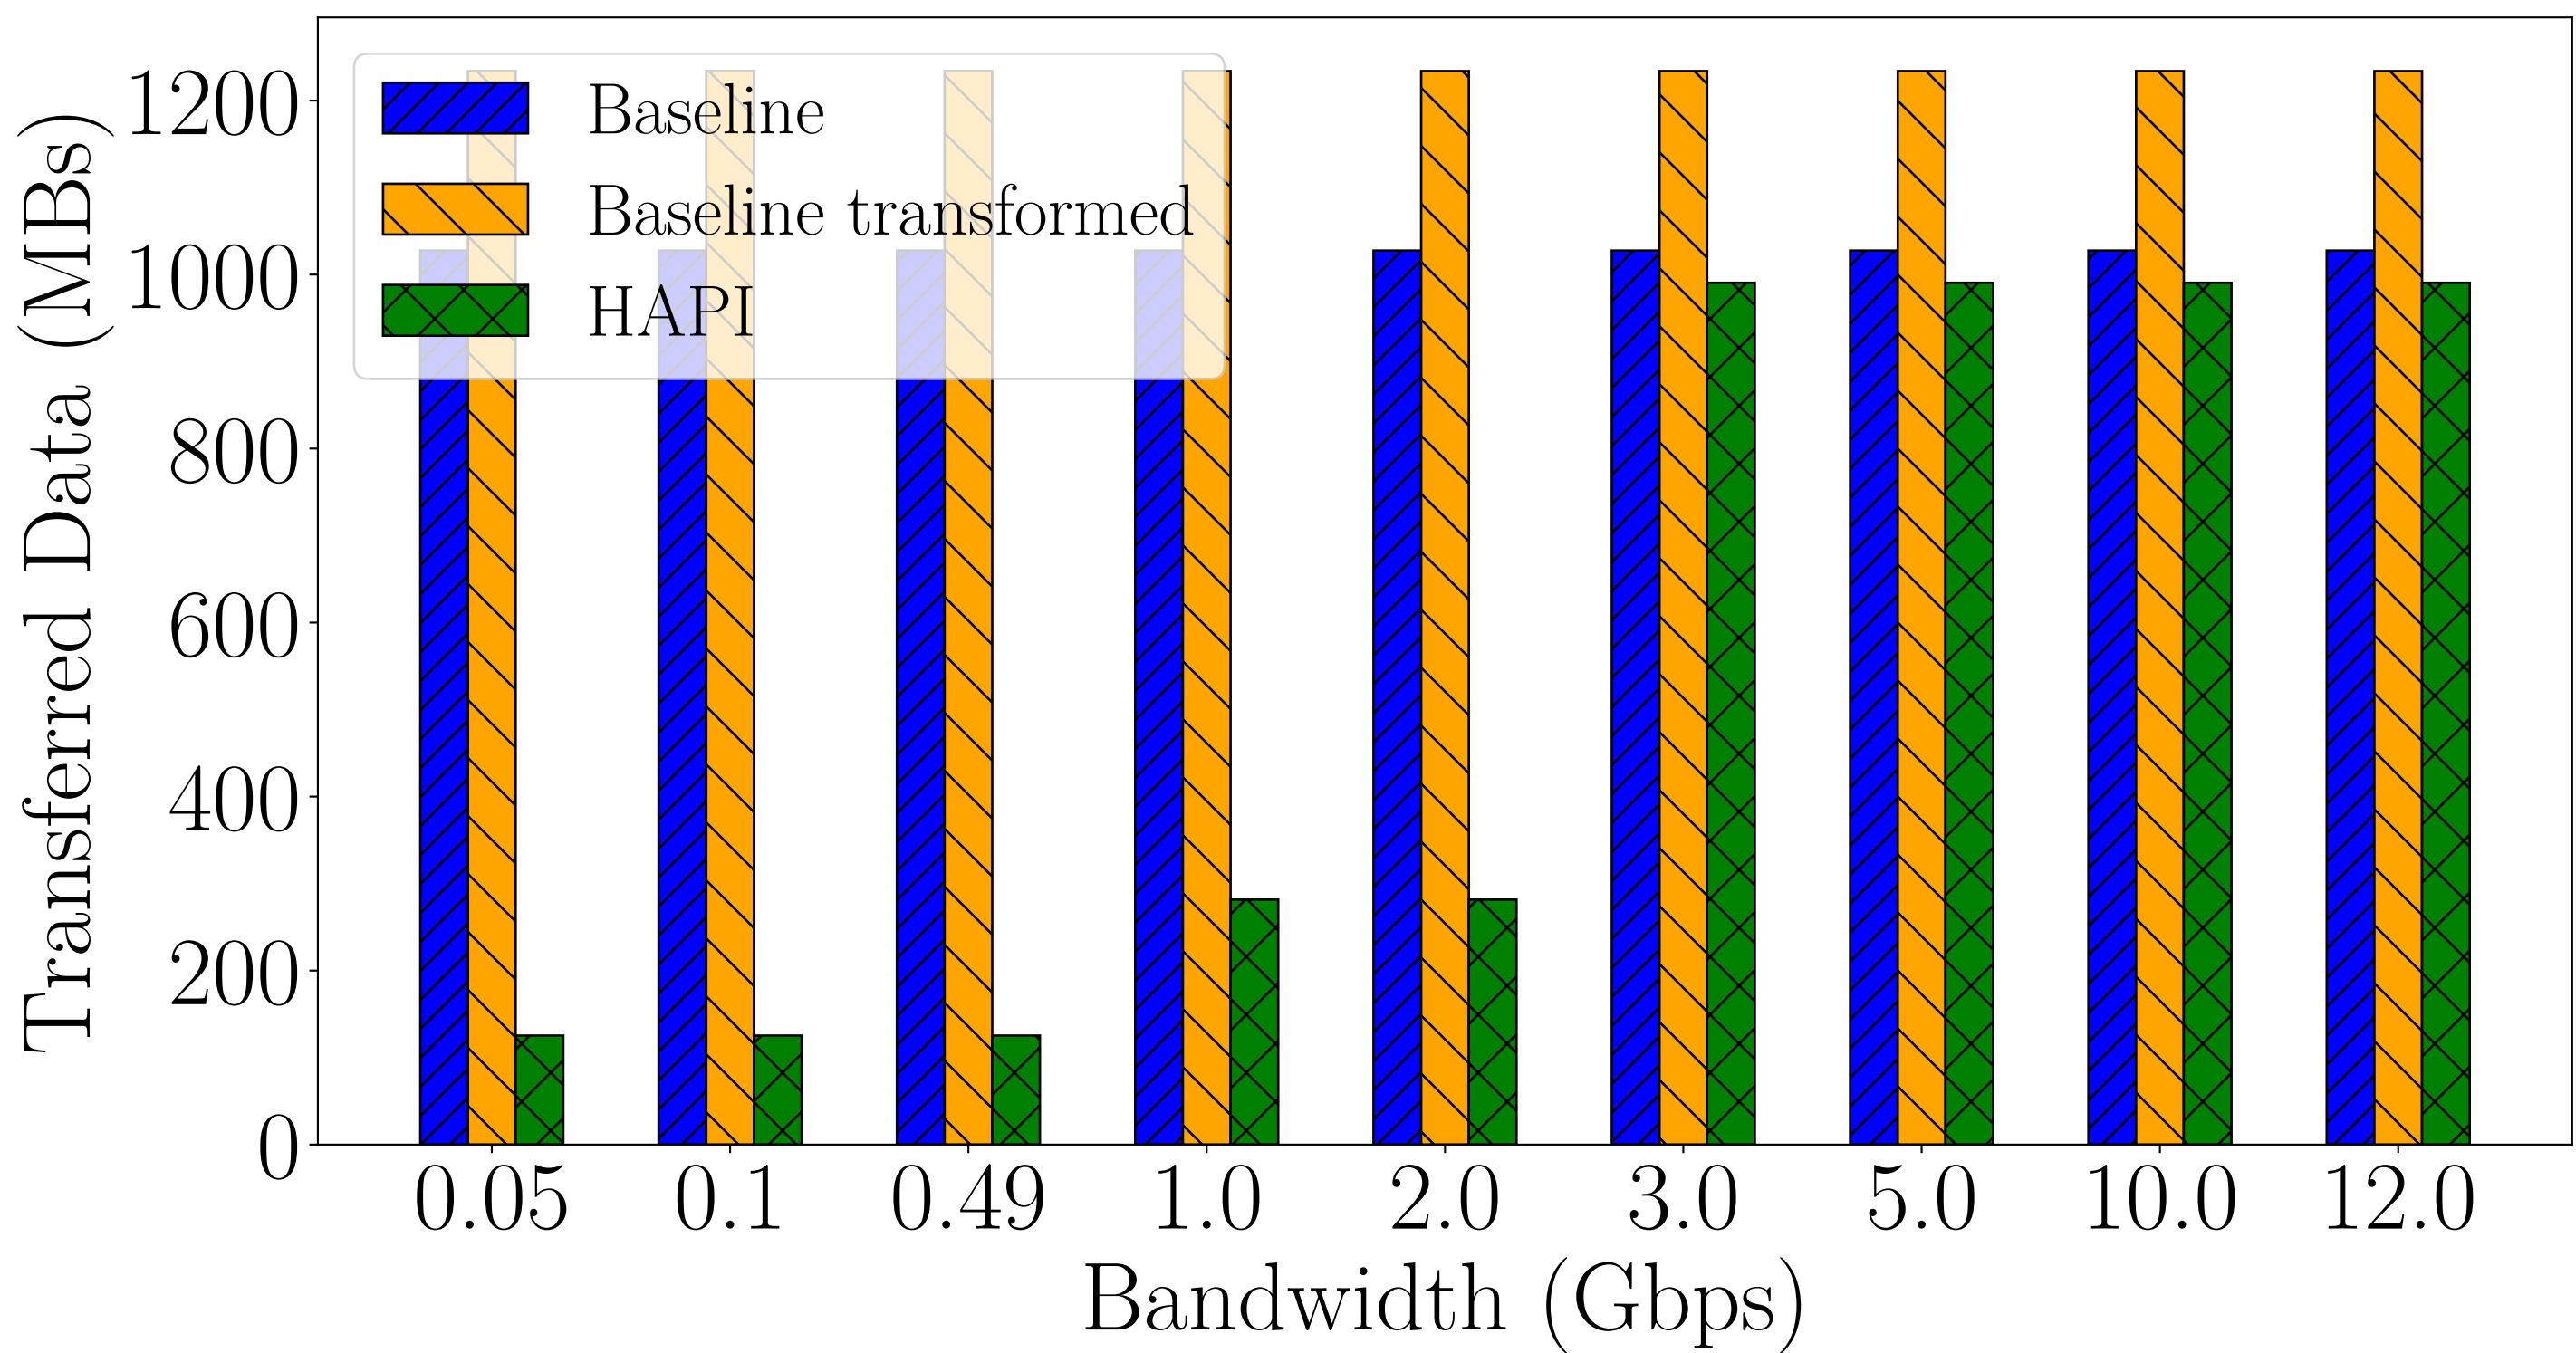 Transferred Data (MBs)
1200
1000
800
600
400
200
0
Baseline
Baseline transformed
HAPI
0.05 0.1 0.49 1.0 2.0 3.0 5.0 10.0 12.0
Bandwidth (Gbps)